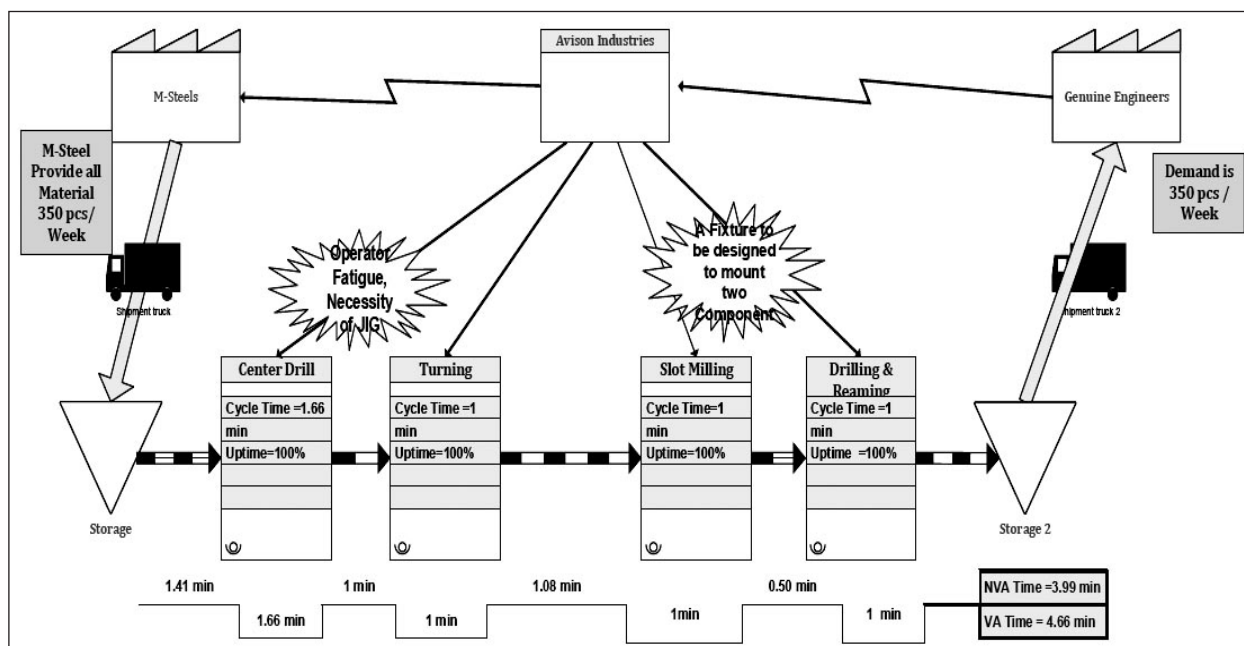 Avison Industries
M-Steels
Genuine Engineers
M-Steel
Provide all
Material
350 pcs/
Week
Demand is
350 pcs /
Week
Shipment truck
Shipment truck 2
Operator
Fatigue,
Necessity
of JIG
A Fixture to
be designed
to mount
two
Component
Center Drill
Cycle Time =1.66
min
Uptime=100%
Turning
Cycle Time =1
min
Uptime=100%
Slot Milling
Cycle Time=1
min
Uptime=100%
Drilling &
Reaming
Cycle Time =1
min
Uptime =100%
Storage
Storage 2
1.41 min
1 min
1.08 min
0.50 min
1.66 min
1 min
1min
1 min
NVA Time =3.99 min
VA Time = 4.66 min